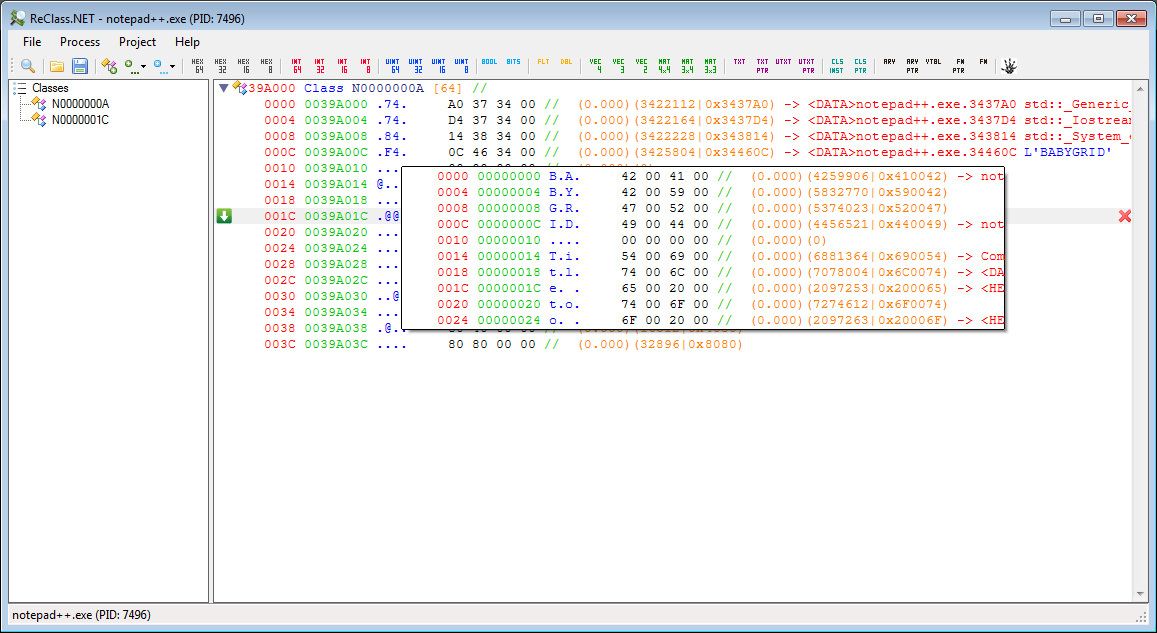 ReClass.NET - notepad++.exe (PID: 7496)
File Process Project Help
HEX 64 HEX 32 HEX 16 HEX 8 INT 64 INT 32 INT 16 INT 8 UINT 64 UINT 32 UINT 16 UINT 8 BOOL BITS FLT DBL VEC 4 VEC 3 VEC 2 MAT 4x4 MAT 3x4 MAT 3x3 TXT TXT PTR UTXT UTXT PTR CLS INST CLS PTR ARY ARY PTR VTBL FN PTR FN
Classes
N0000000A
N0000001C
39A000 Class N0000000A [64] //
0000 0039A000 .74. A0 37 34 00 // (0.000)(3422112|0x3437A0) -> <DATA>notepad++.exe.3437A0 std::_Generic_
0004 0039A004 .74. D4 37 34 00 // (0.000)(3422164|0x3437D4) -> <DATA>notepad++.exe.3437D4 std::_Iostream
0008 0039A008 .84. 14 38 34 00 // (0.000)(3422228|0x343814) -> <DATA>notepad++.exe.343814 std::_System_
000C 0039A00C .F4. 0C 46 34 00 // (0.000)(3425804|0x34460C) -> <DATA>notepad++.exe.34460C L'BABYGRID'
0010 0039A010 ....
0014 0039A014 @..
0018 0039A018 ...
001C 0039A01C .@@
0020 0039A020 ...
0024 0039A024 ...
0028 0039A028 ...
002C 0039A02C ...
0030 0039A030 ..@
0034 0039A034 ...
0038 0039A038 .@..
003C 0039A03C .... 80 80 00 00 // (0.000)(32896|0x8080)
0000 00000000 B.A. 42 00 41 00 // (0.000)(4259906|0x410042) -> not
0004 00000004 B.Y. 42 00 59 00 // (0.000)(5832770|0x590042)
0008 00000008 G.R. 47 00 52 00 // (0.000)(5374023|0x520047)
000C 0000000C I.D. 49 00 44 00 // (0.000)(4456521|0x440049) -> not
0010 00000010 .... 00 00 00 00 // (0.000)(0)
0014 00000014 T.i. 54 00 69 00 // (0.000)(6881364|0x690054) -> Com
0018 00000018 t.l. 74 00 6C 00 // (0.000)(7078004|0x6C0074) -> <DA
001C 0000001C e. . 65 00 20 00 // (0.000)(2097253|0x200065) -> <HE
0020 00000020 t.o. 74 00 6F 00 // (0.000)(7274612|0x6F0074)
0024 00000024 o. . 6F 00 20 00 // (0.000)(2097263|0x20006F) -> <HE
notepad++.exe (PID: 7496)